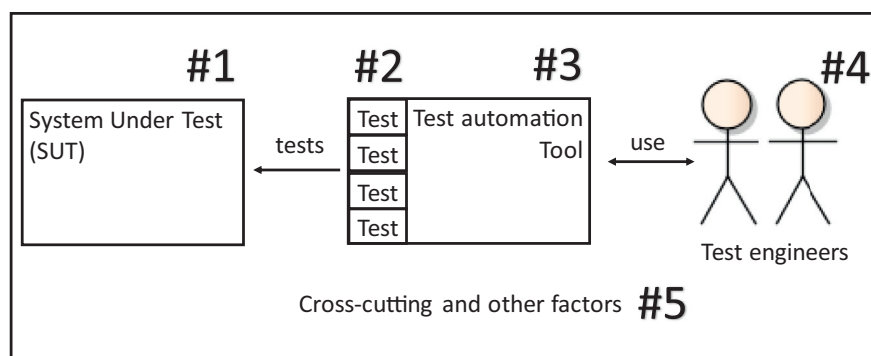 #1
#2
#3
#4
System Under Test
(SUT)
tests
Test
Test
Test
Test
Test automation
Tool
use
Test engineers
Cross-cutting and other factors #5